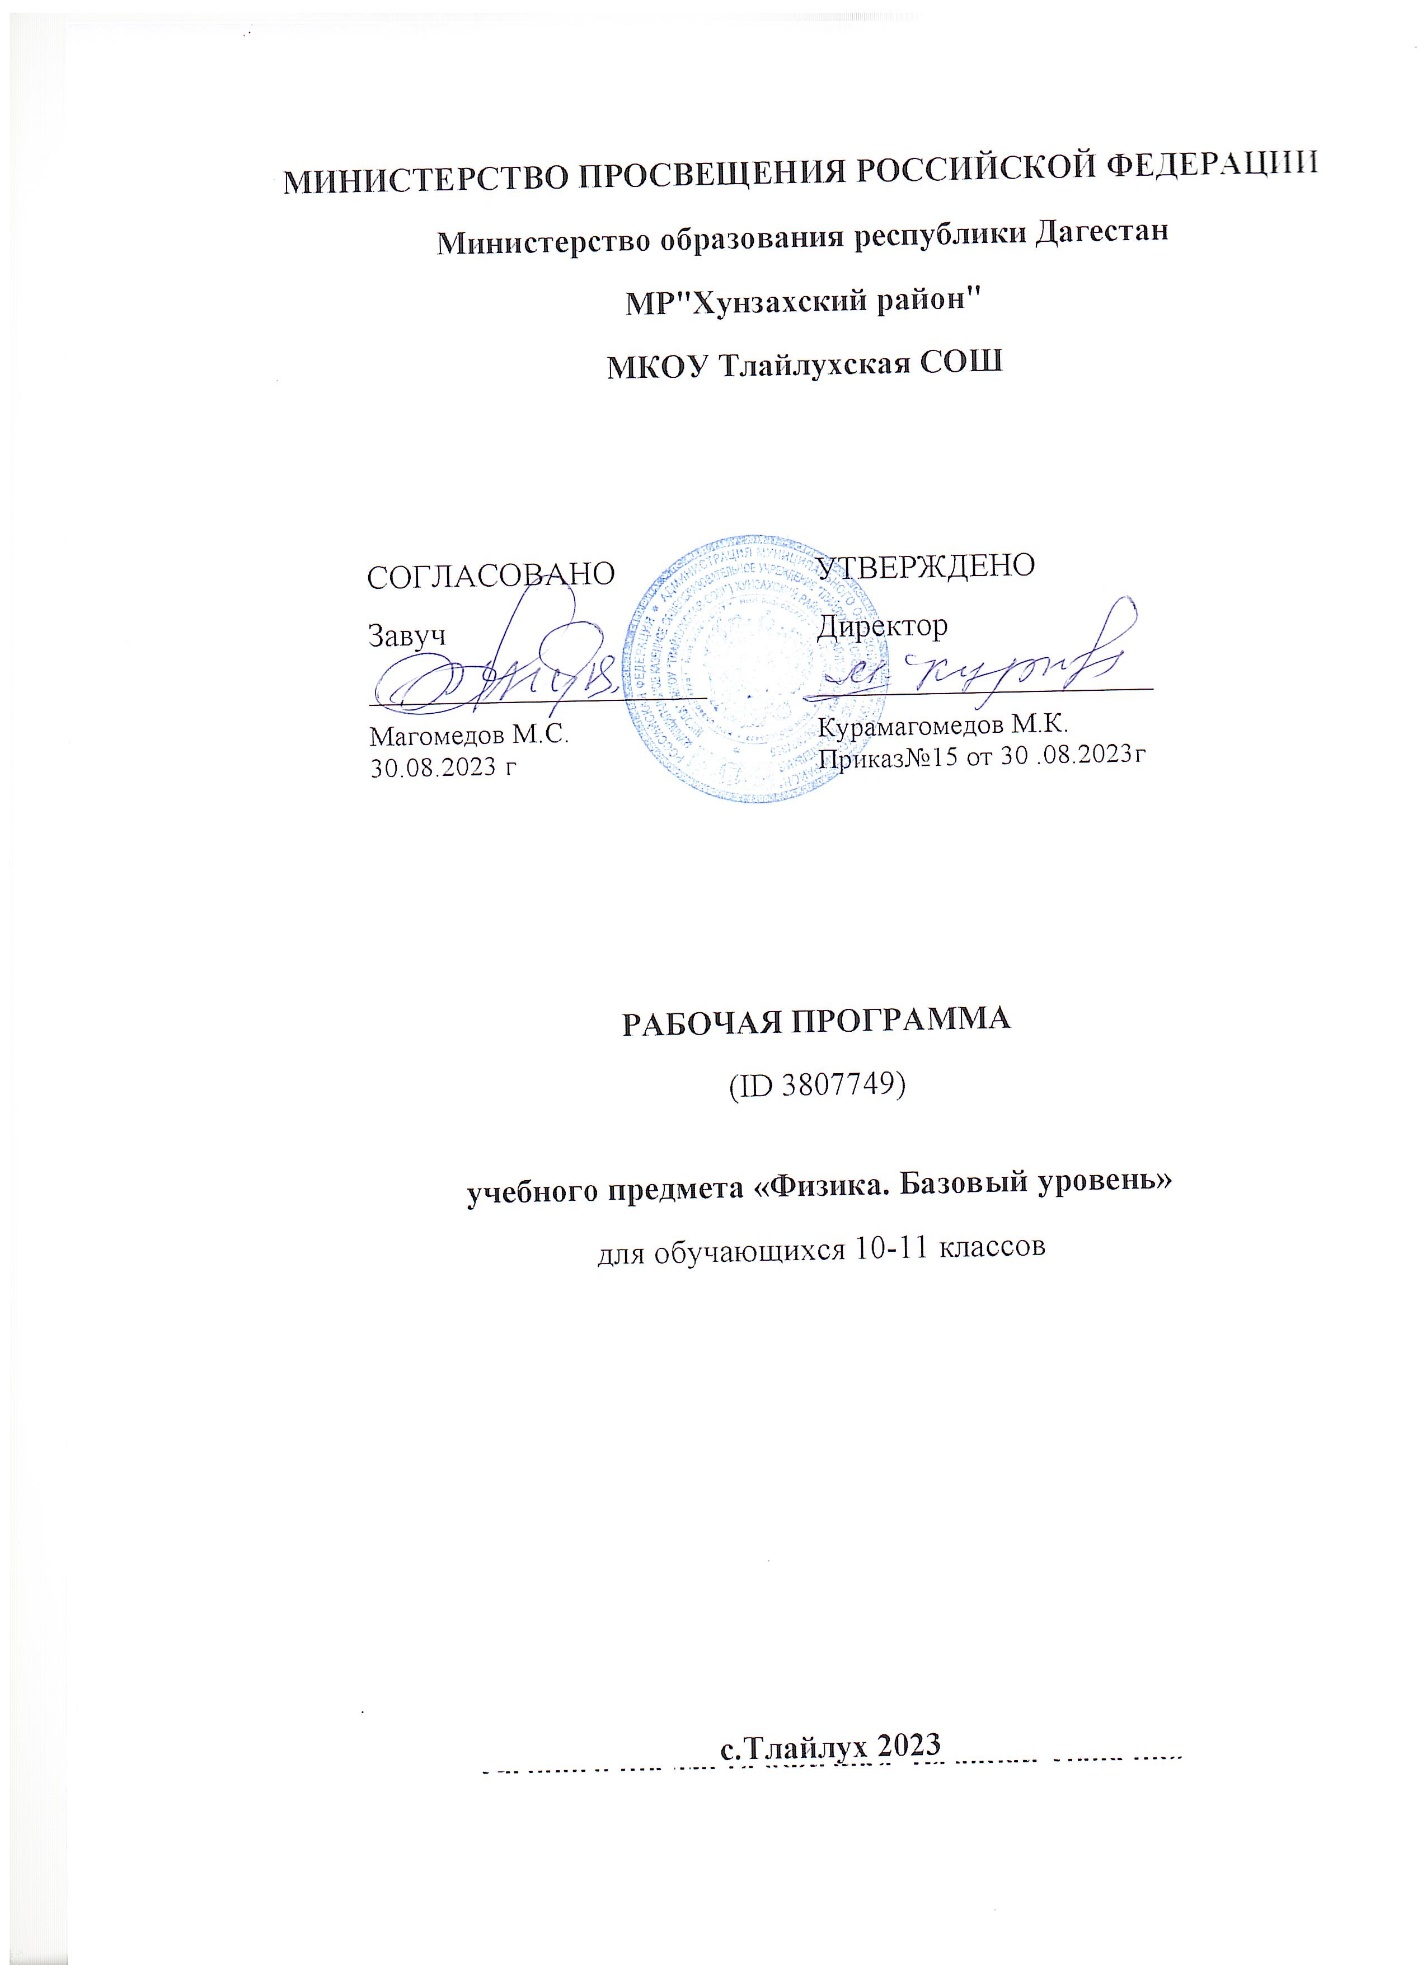 МИНИСТЕРСТВО ПРОСВЕЩЕНИЯ РОССИЙСКОЙ ФЕДЕРАЦИИ
Министерство образования республики Дагестан
МР"Хунзахский район"
МКОУ Тлайлухская СОШ
СОГЛАСОВАНО
Завуч
Магомедов М.С.
30.08.2023 г
УТВЕРЖДЕНО
Директор
Курамагомедов М.К.
Приказ№15 от 30 .08.2023г
РАБОЧАЯ ПРОГРАММА
(ID 3807749)
учебного предмета «Физика. Базовый уровень»
для обучающихся 10-11 классов
с.Тлайлух 2023